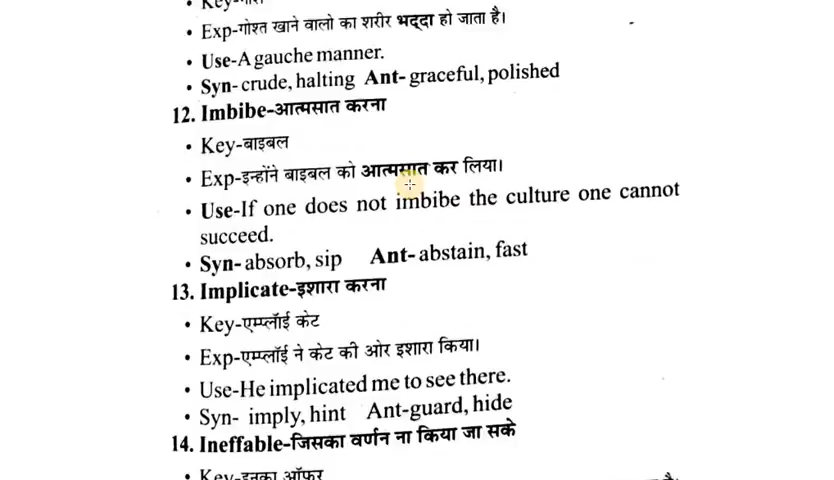 • Exp-गोश्त खाने वालो का शरीर भद्दा हो जाता है।
• Use-A gauche manner.
• Syn- crude, halting Ant- graceful, polished
12. Imbibe-आत्मसात करना
• Key-बाइबल
• Exp-इन्होंने बाइबल को आत्मसात कर लिया।
• Use-If one does not imbibe the culture one cannot
succeed.
• Syn- absorb, sip Ant- abstain, fast
13. Implicate-इशारा करना
• Key-एम्प्लॉई केट
• Exp-एम्प्लॉई ने केट की ओर इशारा किया।
• Use-He implicated me to see there.
• Syn- imply, hint Ant-guard, hide
14. Ineffable-जिसका वर्णन ना किया जा सके
• Key-इनका ऑफर